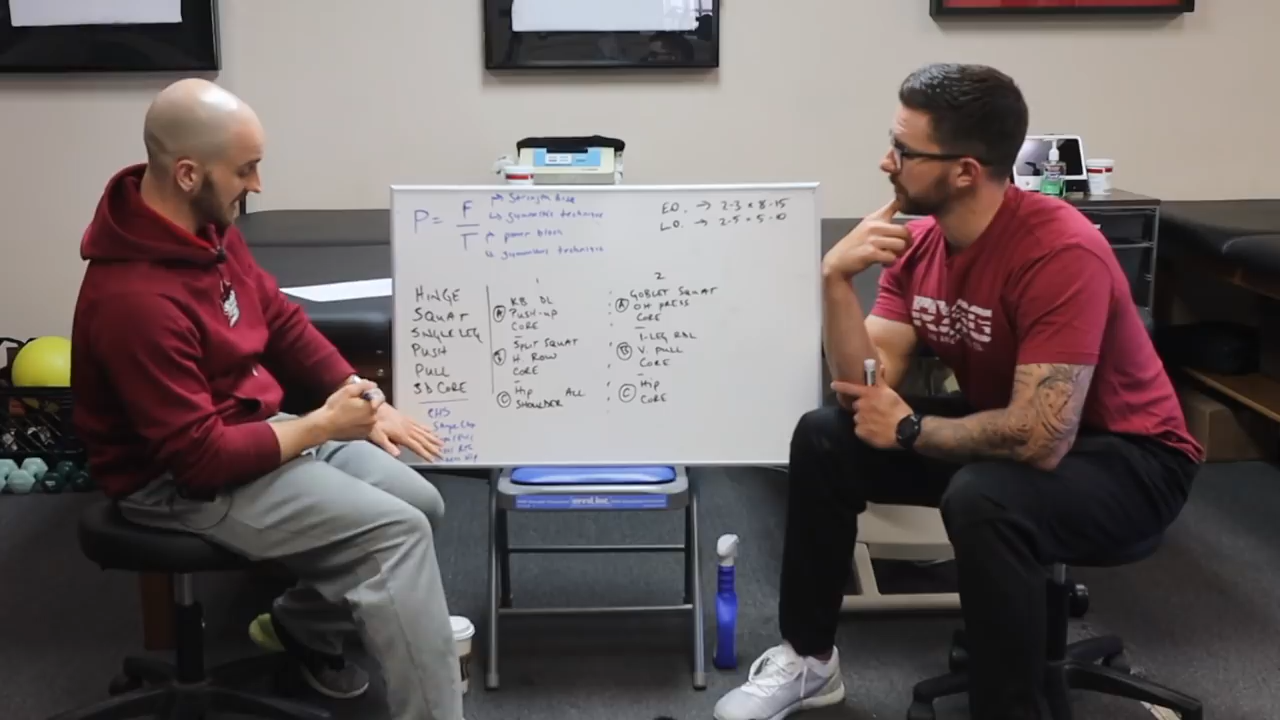 P= F/T
Strength base
gymnastics technique
power block
gymnastics technique
E.O. → 2-3 x 8-15
L.O. → 2-5 x 5-10
HINGE
SQUAT
SINGLE LEG
PUSH
PULL
3D CORE
CHS
1
A KB DL
PUSH-UP
CORE
B SPLIT SQUAT
H. ROW
CORE
C Hip ALL
SHOULDER
2
A GOBLET SQUAT
OH PRESS
CORE
B 1-LEG RDL
V. PULL
CORE
C Hip
CORE